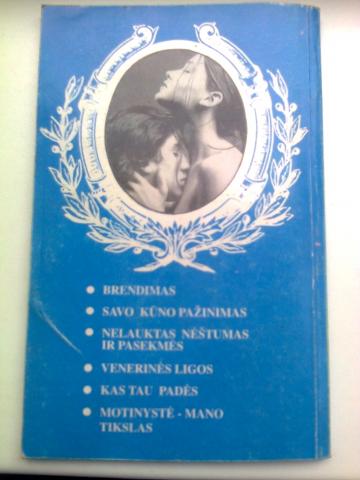 BRENDIMAS
SAVO KŪNO PAŽINIMAS
NELAUKTAS NĖŠTUMAS
IR PASEKMĖS
VENERINĖS LIGOS
KAS TAU PADĖS
MOTINYSTĖ - MANO
TIKSLAS